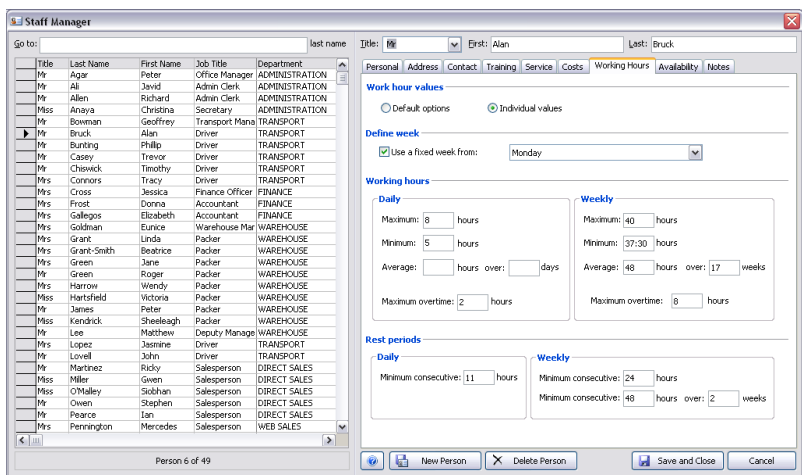 Staff Manager
Go to: last name
Title Last Name First Name Job Title Department
Mr Agar Peter Office Manager ADMINISTRATION
Mr Ali Javid Admin Clerk ADMINISTRATION
Mr Allen Richard Admin Clerk ADMINISTRATION
Miss Anaya Christina Secretary ADMINISTRATION
Mr Bowman Geoffrey Transport Mana TRANSPORT
Mr Bruck Alan Driver TRANSPORT
Mr Bunting Phillip Driver TRANSPORT
Mr Casey Trevor Driver TRANSPORT
Mr Chiswick Timothy Driver TRANSPORT
Mrs Connors Tracy Driver TRANSPORT
Mrs Cross Jessica Finance Officer FINANCE
Mrs Frost Donna Accountant FINANCE
Mrs Gallegos Elizabeth Accountant FINANCE
Mrs Goldman Eunice Warehouse Mar WAREHOUSE
Mrs Grant Linda Packer WAREHOUSE
Mrs Grant-Smith Beatrice Packer WAREHOUSE
Mrs Green Jane Packer WAREHOUSE
Mr Green Roger Packer WAREHOUSE
Mrs Harrow Wendy Packer WAREHOUSE
Miss Hartsfield Victoria Packer WAREHOUSE
Mr James Peter Packer WAREHOUSE
Miss Kendrick Sheeleagh Packer WAREHOUSE
Mr Lee Matthew Deputy Manage WAREHOUSE
Mrs Lopez Jasmine Driver TRANSPORT
Mr Lovell John Driver TRANSPORT
Mr Martinez Ricky Salesperson DIRECT SALES
Miss Miller Gwen Salesperson DIRECT SALES
Miss O'Malley Siobhan Salesperson DIRECT SALES
Mr Owen Stephen Salesperson DIRECT SALES
Mr Pearce Ian Salesperson DIRECT SALES
Mrs Pennington Mercedes Salesperson WEB SALES
Person 6 of 49
Title: Mr First: Alan Last: Bruck
Personal Address Contact Training Service Costs Working Hours Availability Notes
Work hour values
Default options Individual values
Define week
Use a fixed week from: Monday
Working hours
Daily
Maximum: 8 hours
Minimum: 5 hours
Average: hours over: days
Maximum overtime: 2 hours
Weekly
Maximum: 40 hours
Minimum: 37:30 hours
Average: 48 hours over: 17 weeks
Maximum overtime: 8 hours
Rest periods
Daily
Minimum consecutive: 11 hours
Weekly
Minimum consecutive: 24 hours
Minimum consecutive: 48 hours over: 2 weeks
New Person Delete Person Save and Close Cancel